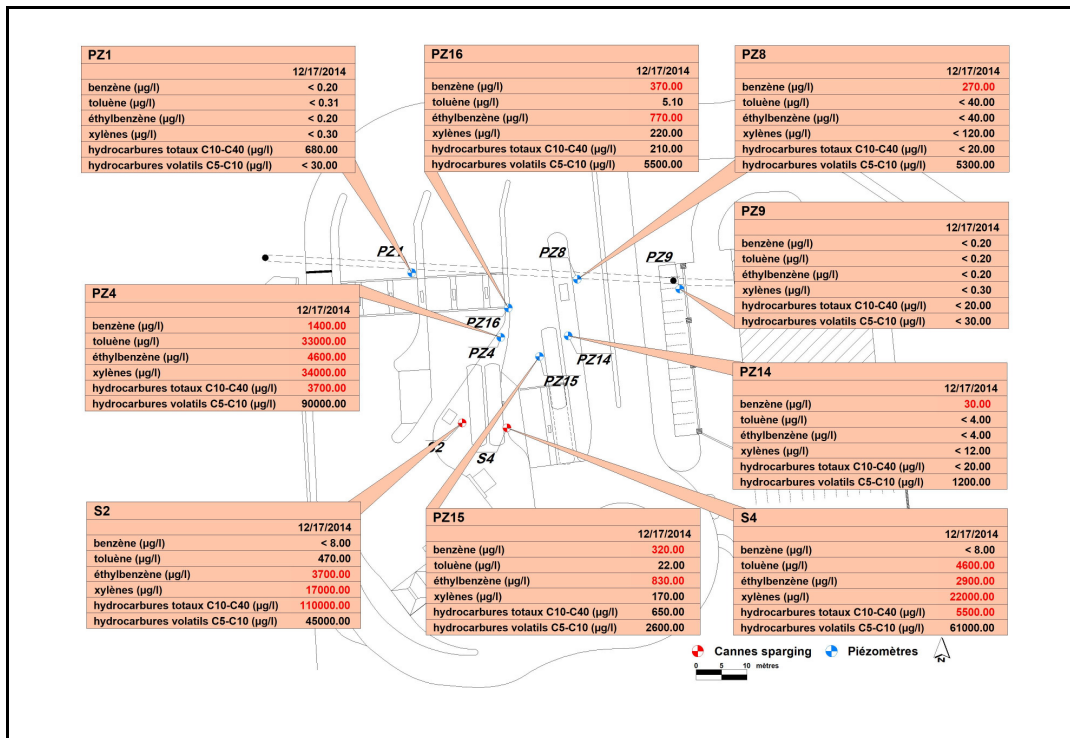 PZ1
12/17/2014
benzène (µg/l) < 0.20
toluène (µg/l) < 0.31
éthylbenzène (µg/l) < 0.20
xylènes (µg/l) < 0.30
hydrocarbures totaux C10-C40 (µg/l) 680.00
hydrocarbures volatils C5-C10 (µg/l) < 30.00
PZ16
12/17/2014
benzène (µg/l) 370.00
toluène (µg/l) 5.10
éthylbenzène (µg/l) 770.00
xylènes (µg/l) 220.00
hydrocarbures totaux C10-C40 (µg/l) 210.00
hydrocarbures volatils C5-C10 (µg/l) 5500.00
PZ8
12/17/2014
benzène (µg/l) 270.00
toluène (µg/l) < 40.00
éthylbenzène (µg/l) < 40.00
xylènes (µg/l) < 120.00
hydrocarbures totaux C10-C40 (µg/l) < 20.00
hydrocarbures volatils C5-C10 (µg/l) 5300.00
PZ9
12/17/2014
benzène (µg/l) < 0.20
toluène (µg/l) < 0.20
éthylbenzène (µg/l) < 0.20
xylènes (µg/l) < 0.30
hydrocarbures totaux C10-C40 (µg/l) < 20.00
hydrocarbures volatils C5-C10 (µg/l) < 30.00
PZ1
PZ8
PZ9
PZ16
PZ4
PZ14
PZ15
S2
S4
PZ4
12/17/2014
benzène (µg/l) 1400.00
toluène (µg/l) 33000.00
éthylbenzène (µg/l) 4600.00
xylènes (µg/l) 34000.00
hydrocarbures totaux C10-C40 (µg/l) 3700.00
hydrocarbures volatils C5-C10 (µg/l) 90000.00
PZ14
12/17/2014
benzène (µg/l) 30.00
toluène (µg/l) < 4.00
éthylbenzène (µg/l) < 4.00
xylènes (µg/l) < 12.00
hydrocarbures totaux C10-C40 (µg/l) < 20.00
hydrocarbures volatils C5-C10 (µg/l) 1200.00
S2
12/17/2014
benzène (µg/l) < 8.00
toluène (µg/l) 470.00
éthylbenzène (µg/l) 3700.00
xylènes (µg/l) 17000.00
hydrocarbures totaux C10-C40 (µg/l) 110000.00
hydrocarbures volatils C5-C10 (µg/l) 45000.00
PZ15
12/17/2014
benzène (µg/l) 320.00
toluène (µg/l) 22.00
éthylbenzène (µg/l) 830.00
xylènes (µg/l) 170.00
hydrocarbures totaux C10-C40 (µg/l) 650.00
hydrocarbures volatils C5-C10 (µg/l) 2600.00
S4
12/17/2014
benzène (µg/l) < 8.00
toluène (µg/l) 4600.00
éthylbenzène (µg/l) 2900.00
xylènes (µg/l) 22000.00
hydrocarbures totaux C10-C40 (µg/l) 5500.00
hydrocarbures volatils C5-C10 (µg/l) 61000.00
Cannes sparging Piézomètres N
0 5 10 mètres